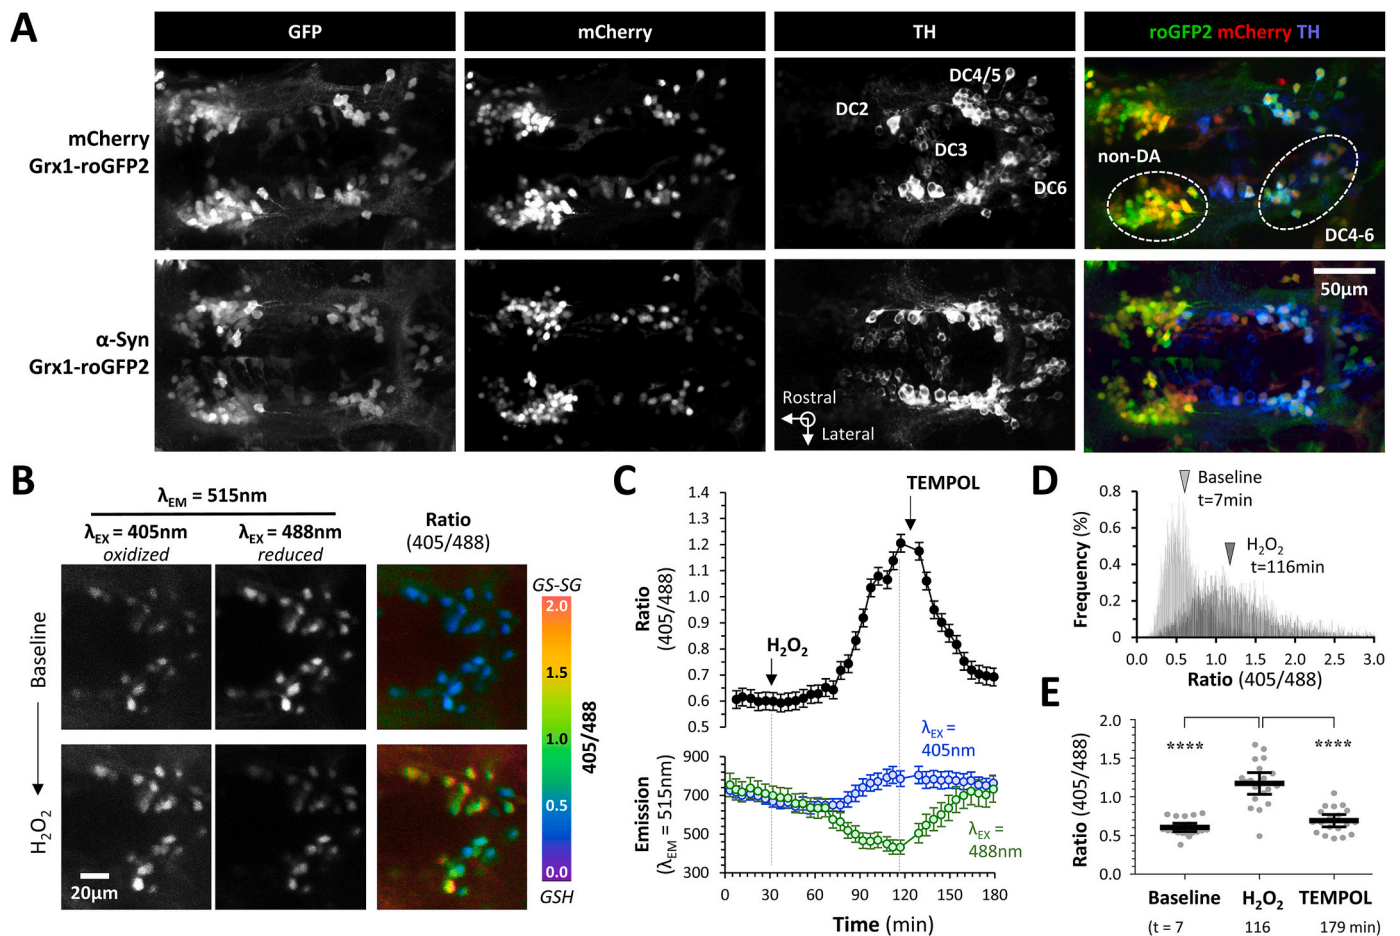 A
GFP
mCherry
TH
roGFP2 mCherry TH
mCherry
Grx1-roGFP2
DC4/5
DC2
DC3
DC6
non-DA
DC4-6
α-Syn
Grx1-roGFP2
Rostral
Lateral
50μm
B
λEM = 515nm
λEX = 405nm
oxidized
λEX = 488nm
reduced
Ratio
(405/488)
Baseline
H₂O₂
20μm
GS-SG
2.0
1.5
1.0
0.5
0.0
GSH
405/488
C
TEMPOL
H₂O₂
Ratio
(405/488)
1.4
1.3
1.2
1.1
1.0
0.9
0.8
0.7
0.6
0.5
λEX =
405nm
λEX =
488nm
Emission
(λEM = 515nm)
900
700
500
300
0 30 60 90 120 150 180
Time (min)
D
Baseline
t=7min
H₂O₂
t=116min
Frequency (%)
0.8
0.6
0.4
0.2
0
0.0 0.5 1.0 1.5 2.0 2.5 3.0
Ratio (405/488)
E
Ratio (405/488)
2.0
1.5
1.0
0.5
0.0
**** ****
Baseline H₂O₂ TEMPOL
(t = 7 116 179 min)